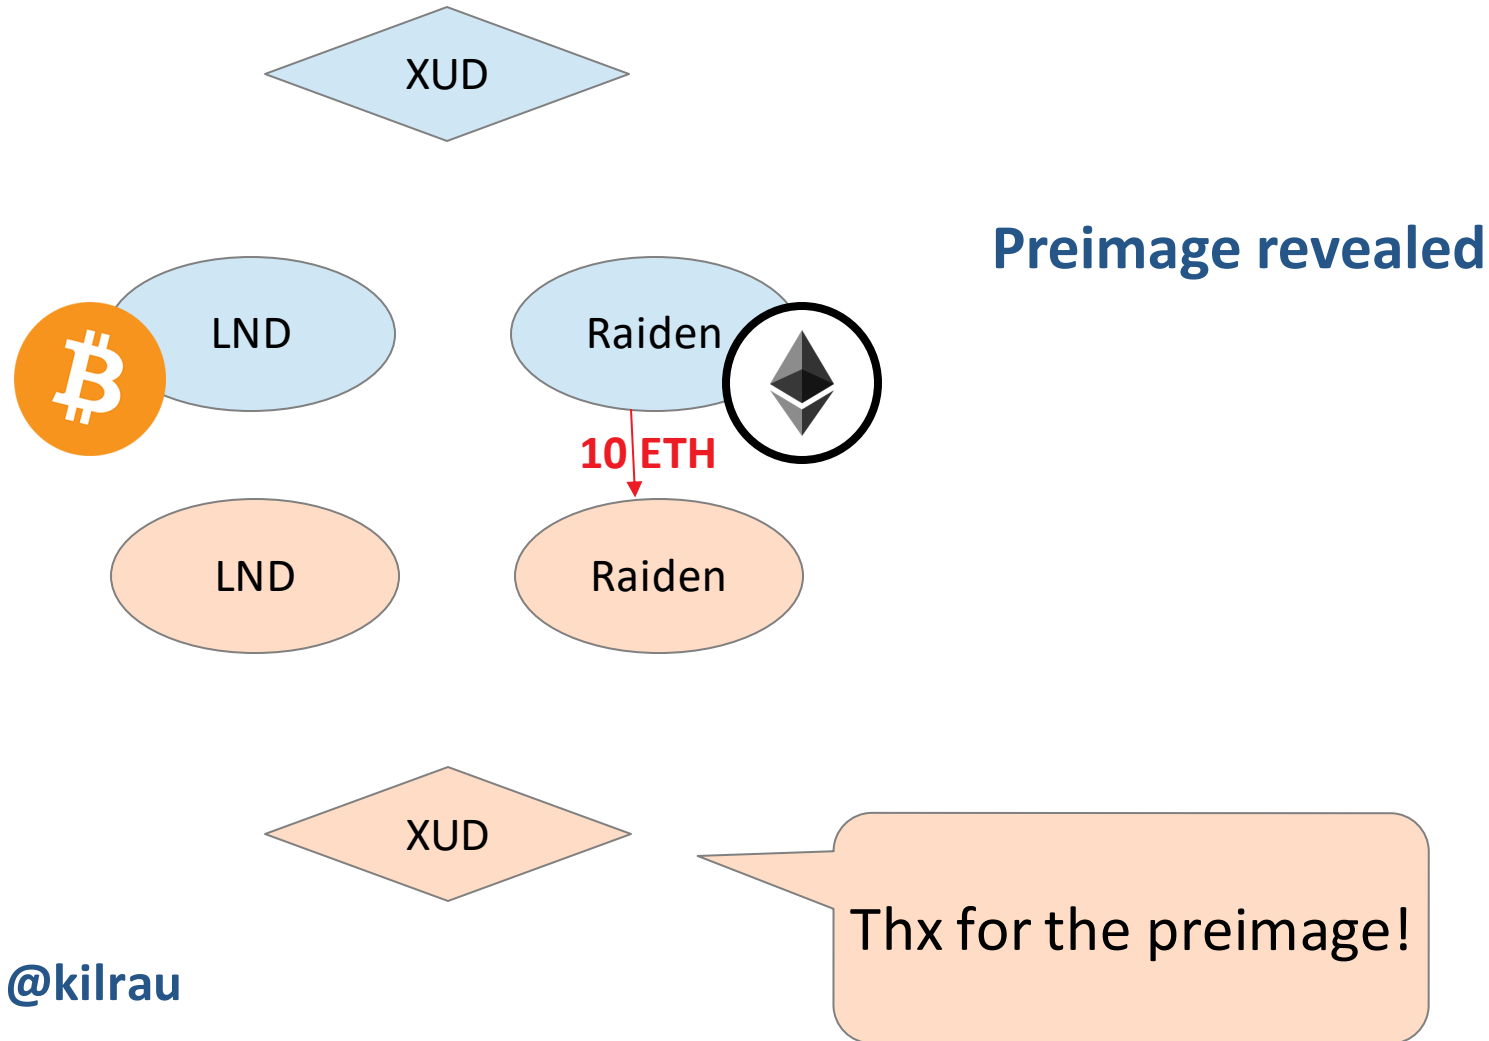 XUD
Preimage revealed
LND
Raiden
10 ETH
LND
Raiden
XUD
Thx for the preimage!
@kilrau